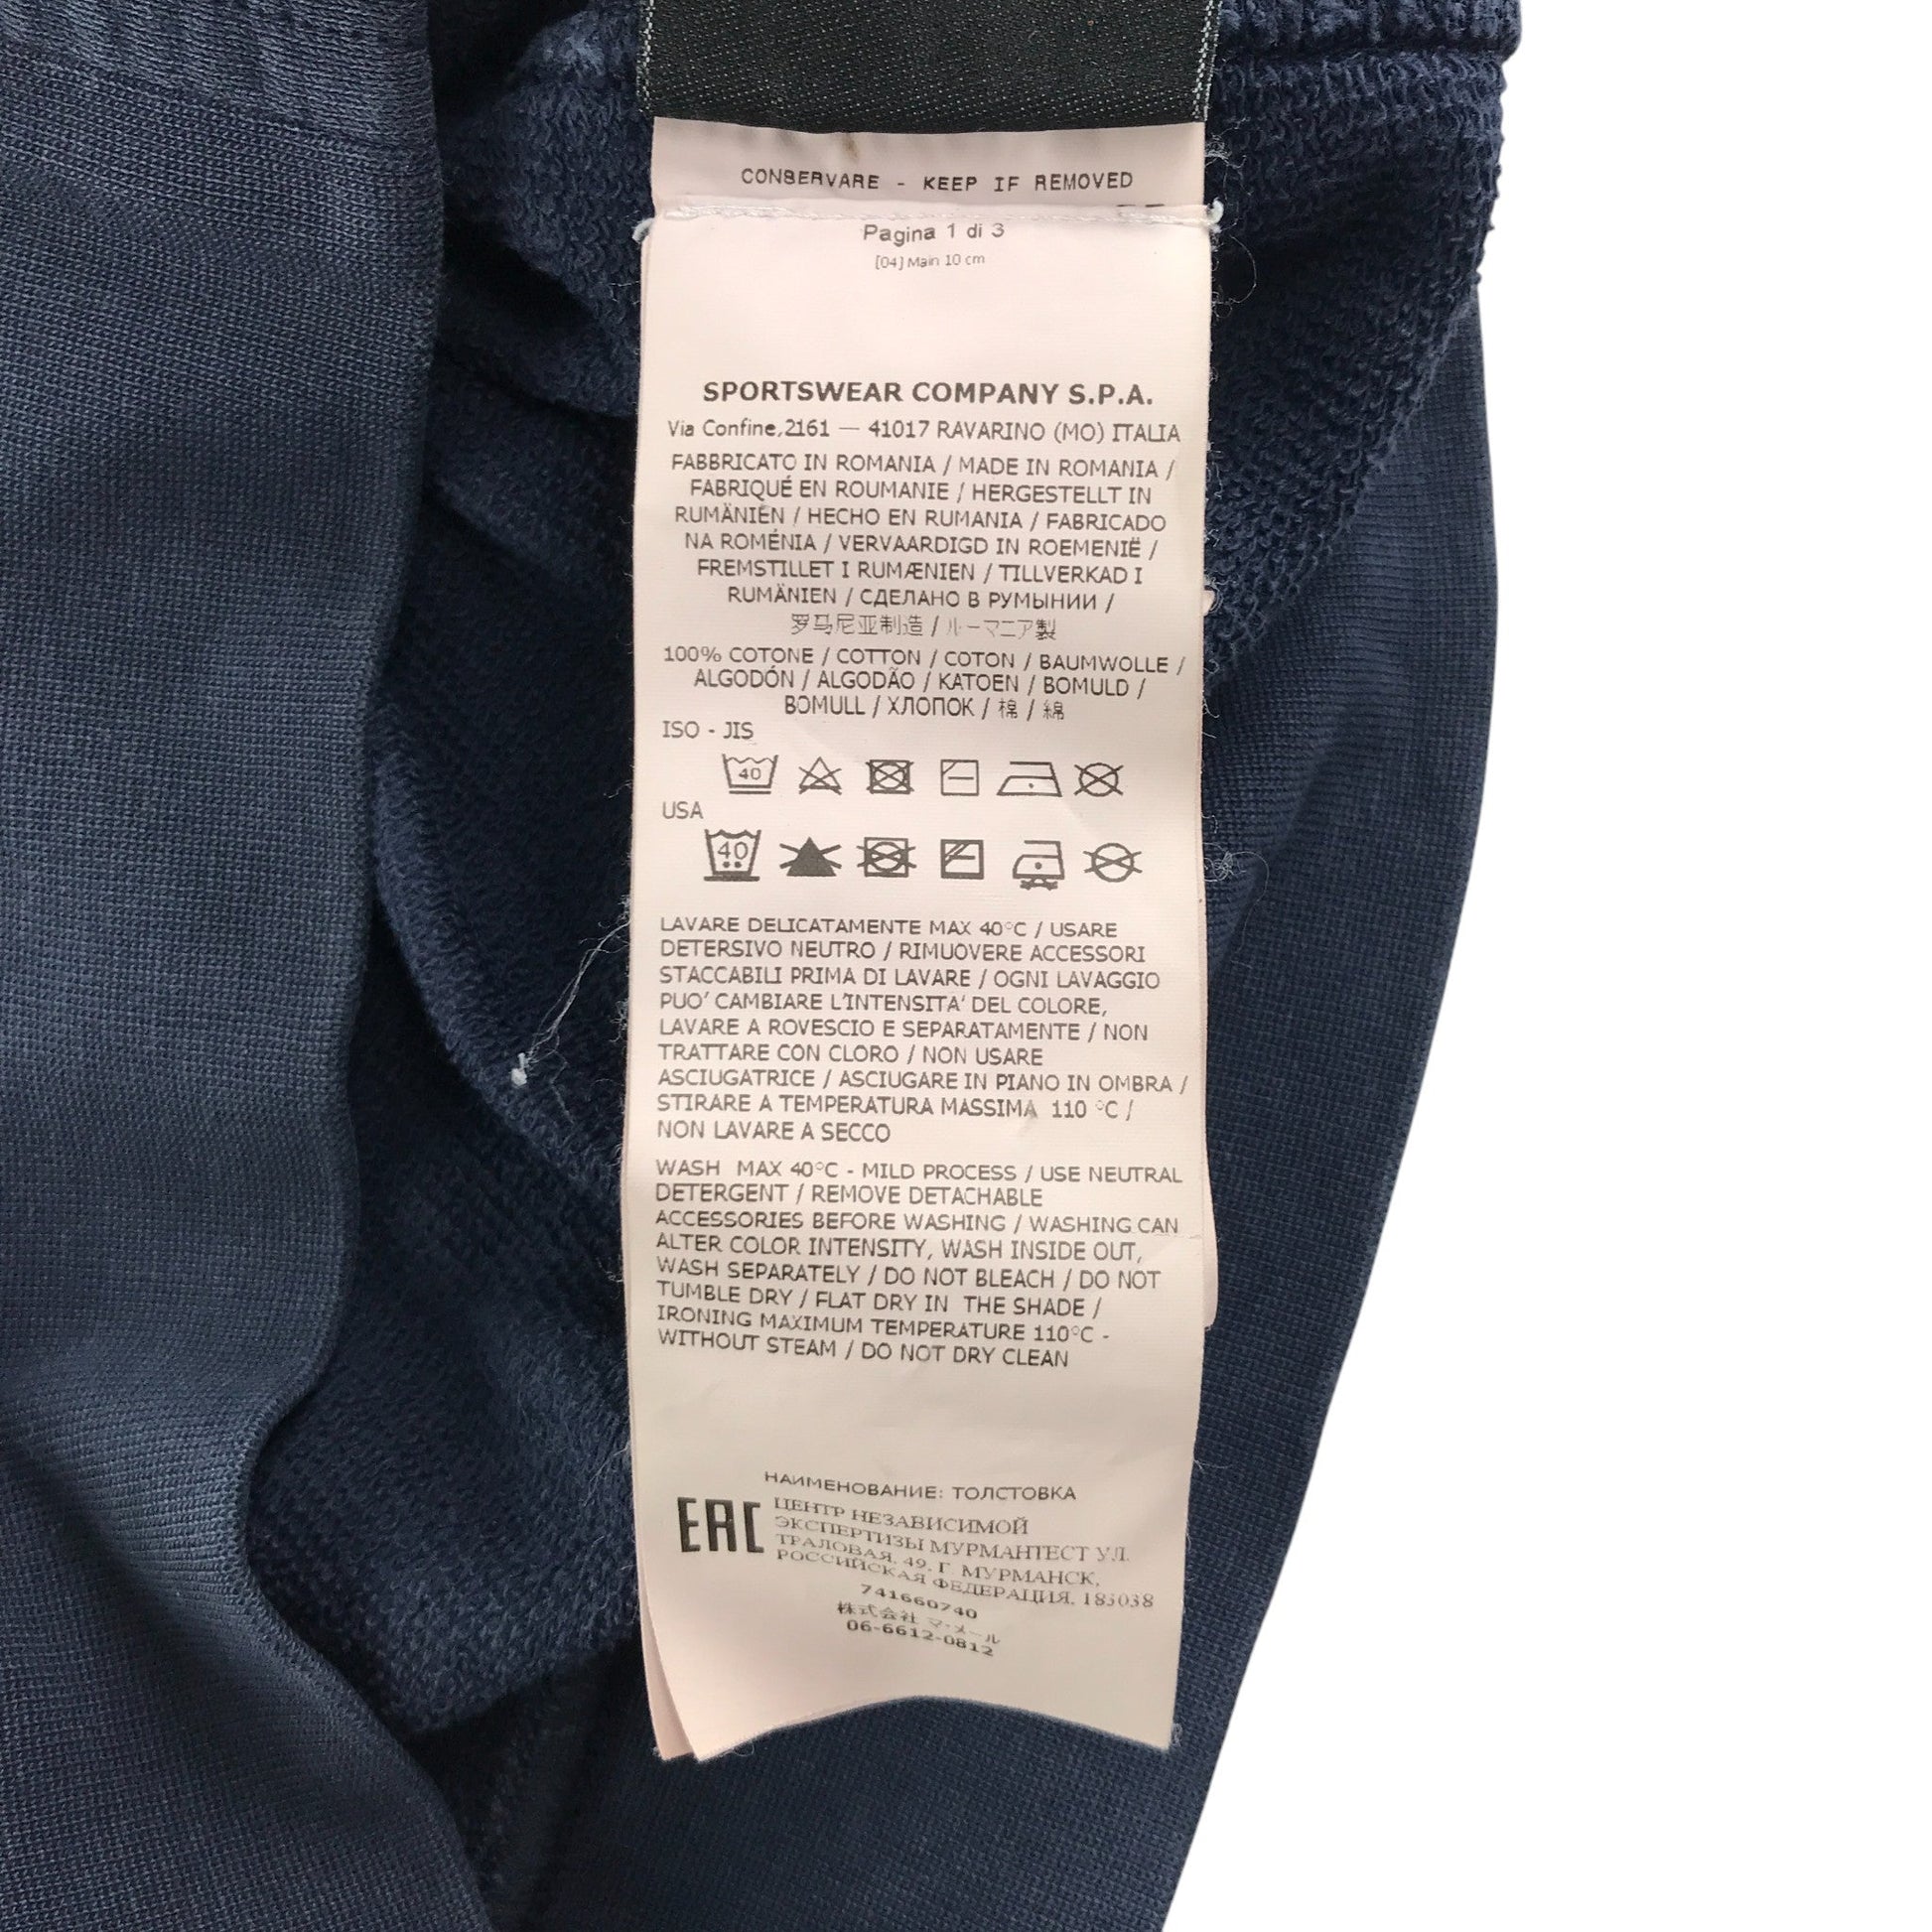 CONSERVARE - KEEP IF REMOVED
Pagina 1 di 3
[04] Main 10 cm
SPORTSWEAR COMPANY S.P.A.
Via Confine,2161 — 41017 RAVARINO (MO) ITALIA
FABBRICATO IN ROMANIA / MADE IN ROMANIA /
FABRIQUÉ EN ROUMANIE / HERGESTELLT IN
RUMÄNIEN / HECHO EN RUMANIA / FABRICADO
NA ROMÉNIA / VERVAARDIGD IN ROEMENIË /
FREMSTILLET I RUMÆNIEN / TILLVERKAD I
RUMÄNIEN / СДЕЛАНО В РУМЫНИИ /
罗马尼亚制造 / ルーマニア製
100% COTONE / COTTON / COTON / BAUMWOLLE /
ALGODÓN / ALGODÃO / KATOEN / BOMULD /
BOMULL / ХЛОПОК / 棉 / 綿
ISO - JIS
40
USA
40
LAVARE DELICATAMENTE MAX 40°C / USARE
DETERSIVO NEUTRO / RIMUOVERE ACCESSORI
STACCABILI PRIMA DI LAVARE / OGNI LAVAGGIO
PUO' CAMBIARE L'INTENSITA' DEL COLORE,
LAVARE A ROVESCIO E SEPARATAMENTE / NON
TRATTARE CON CLORO / NON USARE
ASCIUGATRICE / ASCIUGARE IN PIANO IN OMBRA /
STIRARE A TEMPERATURA MASSIMA 110 °C /
NON LAVARE A SECCO
WASH MAX 40°C - MILD PROCESS / USE NEUTRAL
DETERGENT / REMOVE DETACHABLE
ACCESSORIES BEFORE WASHING / WASHING CAN
ALTER COLOR INTENSITY, WASH INSIDE OUT,
WASH SEPARATELY / DO NOT BLEACH / DO NOT
TUMBLE DRY / FLAT DRY IN THE SHADE /
IRONING MAXIMUM TEMPERATURE 110°C -
WITHOUT STEAM / DO NOT DRY CLEAN
НАИМЕНОВАНИЕ: ТОЛСТОВКА
EAC
ЦЕНТР НЕЗАВИСИМОЙ
ЭКСПЕРТИЗЫ МУРМАНТЕСТ УЛ.
ТРАЛОВАЯ, 49, Г. МУРМАНСК,
РОССИЙСКАЯ ФЕДЕРАЦИЯ, 183038
741660740
株式会社 マ・メール
06-6612-0812